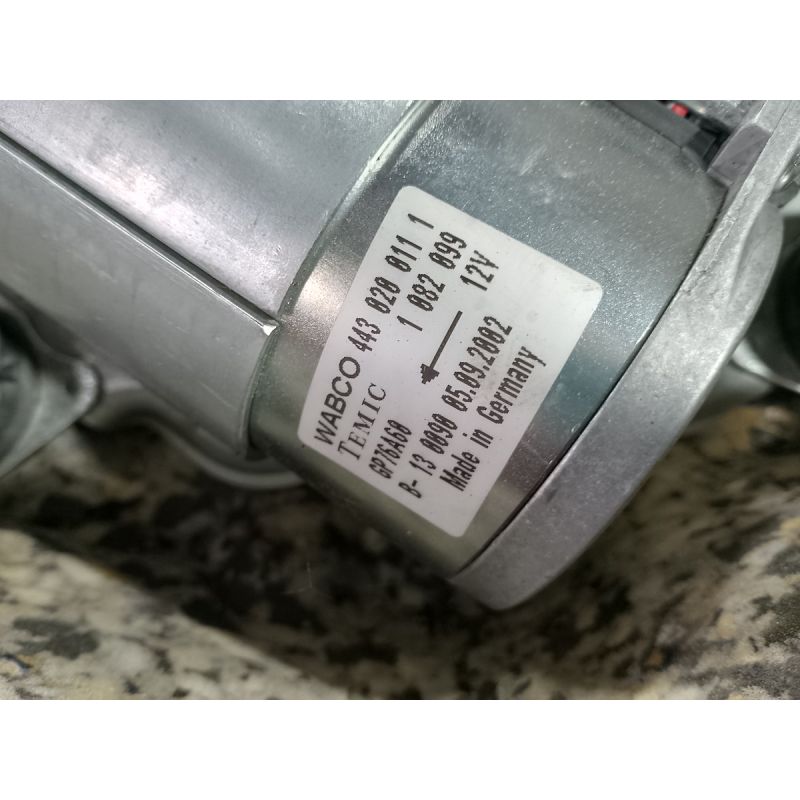 WABCO 443 020 011 1
TEMIC 1 082 099
GP76A60 12V
B-13 0090 05.09.2002
Made in Germany